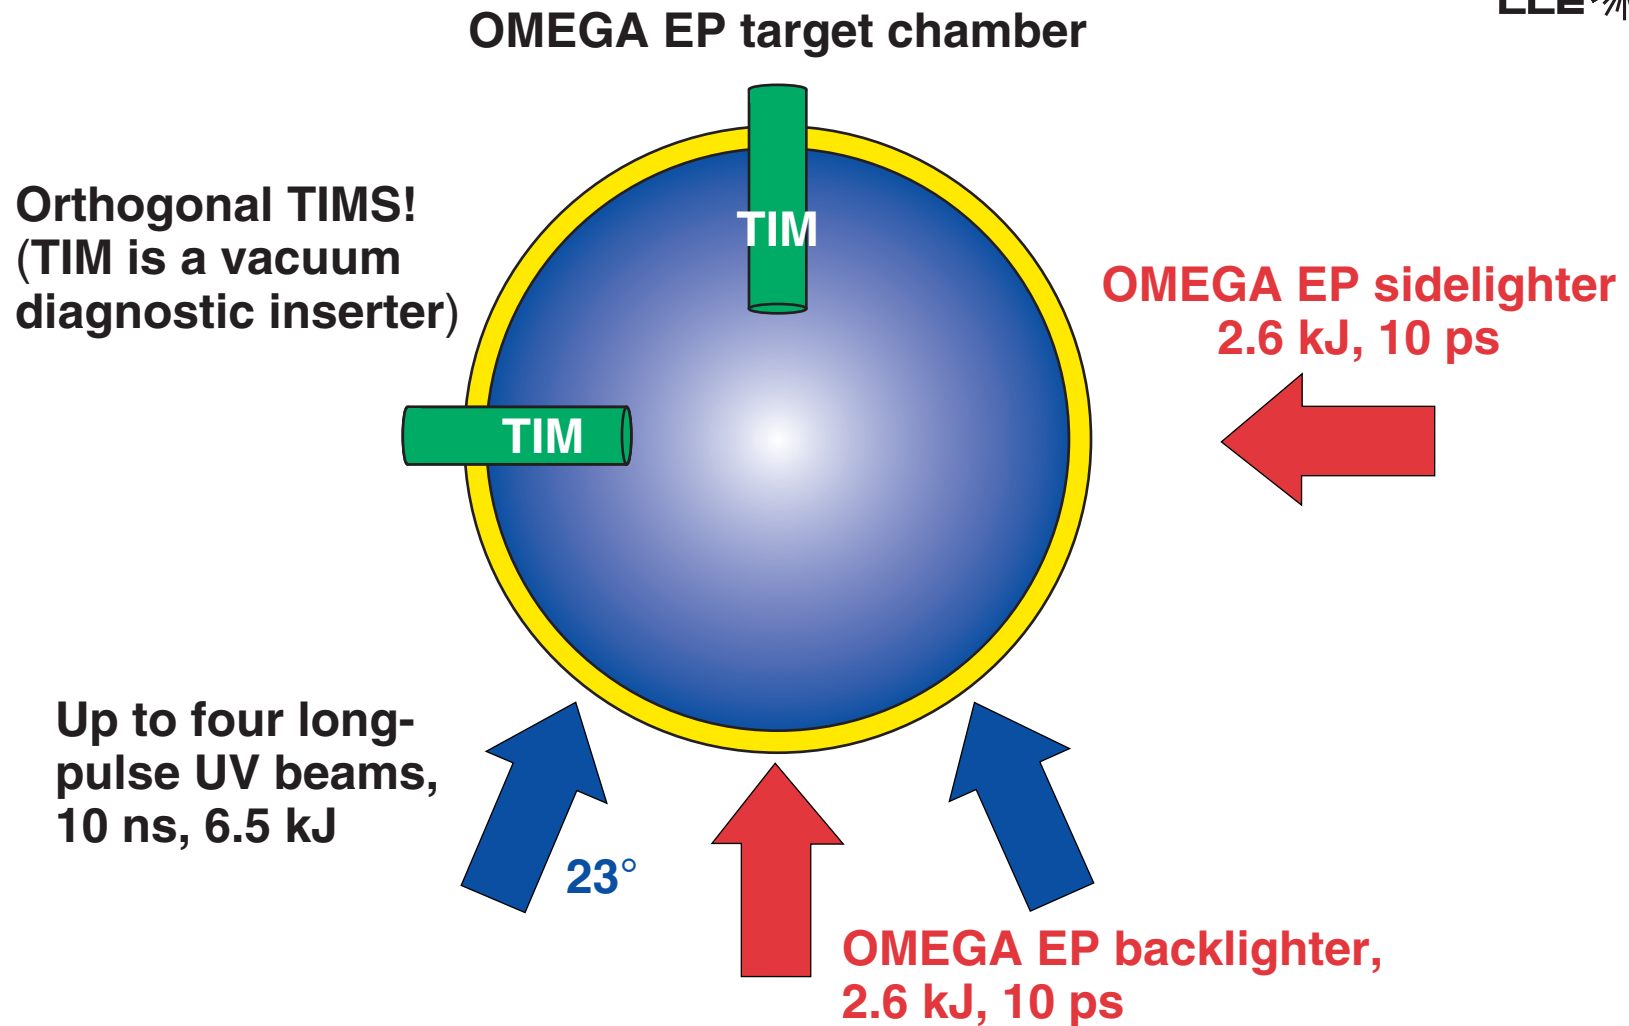 LLE
OMEGA EP target chamber
TIM
Orthogonal TIMS!
(TIM is a vacuum
diagnostic inserter)
OMEGA EP sidelighter
2.6 kJ, 10 ps
TIM
Up to four long-
pulse UV beams,
10 ns, 6.5 kJ
23°
OMEGA EP backlighter,
2.6 kJ, 10 ps